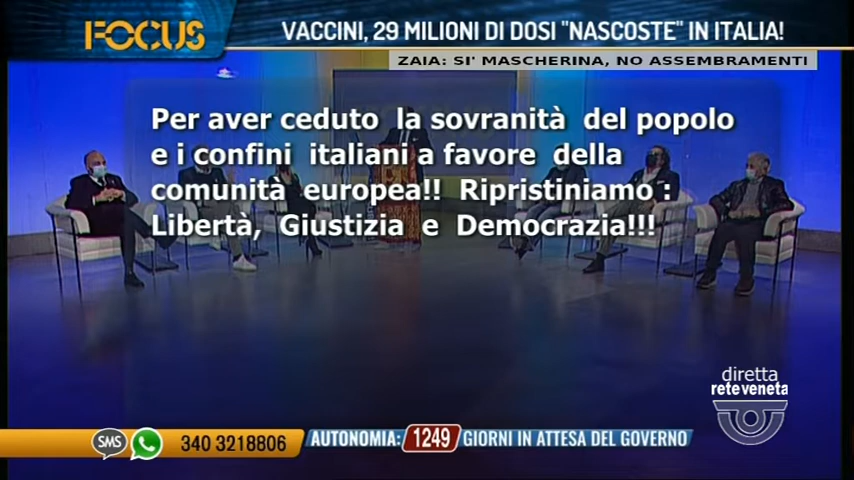 FOCUS
VACCINI, 29 MILIONI DI DOSI "NASCOSTE" IN ITALIA!
ZAIA: SI' MASCHERINA, NO ASSEMBRAMENTI
Per aver ceduto la sovranità del popolo
e i confini italiani a favore della
comunità europea!! Ripristiniamo :
Libertà, Giustizia e Democrazia!!!
diretta
reteveneta
SMS 340 3218806 AUTONOMIA: 1249 GIORNI IN ATTESA DEL GOVERNO